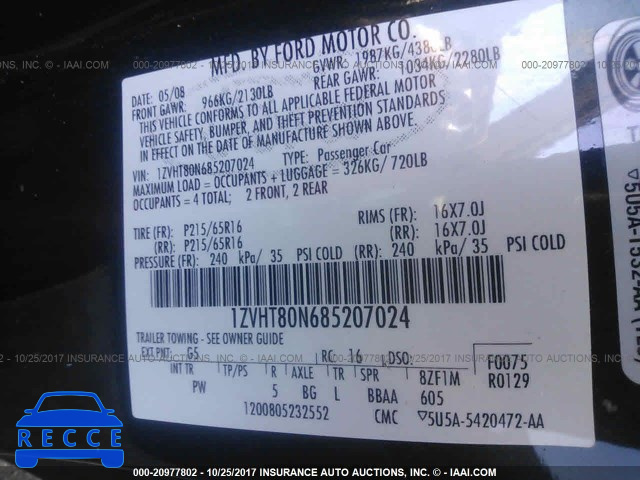 MFD. BY FORD MOTOR CO.
DATE: 05/08 GVWR: 1987KG/4380LB
FRONT GAWR: 966KG/2130LB REAR GAWR: 1034KG/2280LB
THIS VEHICLE CONFORMS TO ALL APPLICABLE FEDERAL MOTOR
VEHICLE SAFETY, BUMPER, AND THEFT PREVENTION STANDARDS
IN EFFECT ON THE DATE OF MANUFACTURE SHOWN ABOVE.
VIN: 1ZVHT80N685207024 TYPE: Passenger Car
MAXIMUM LOAD = OCCUPANTS + LUGGAGE = 326KG/720LB
OCCUPANTS = 4 TOTAL; 2 FRONT, 2 REAR
TIRE (FR): P215/65R16 RIMS (FR): 16X7.0J
(RR): P215/65R16 (RR): 16X7.0J
PRESSURE (FR): 240 kPa/ 35 PSI COLD (RR): 240 kPa/ 35 PSI COLD
1ZVHT80N685207024
TRAILER TOWING - SEE OWNER GUIDE
EXT PNT: G5 RC: 16 DSO: F0075
INT TR TP/PS R AXLE TR SPR 8ZF1M R0129
PW 5 BG L BBAA 605
1200805232552 CMC ▽5U5A-5420472-AA
RECCE
000-20977802 - 10/25/2017 INSURANCE AUTO AUCTIONS - ©IAAI.COM